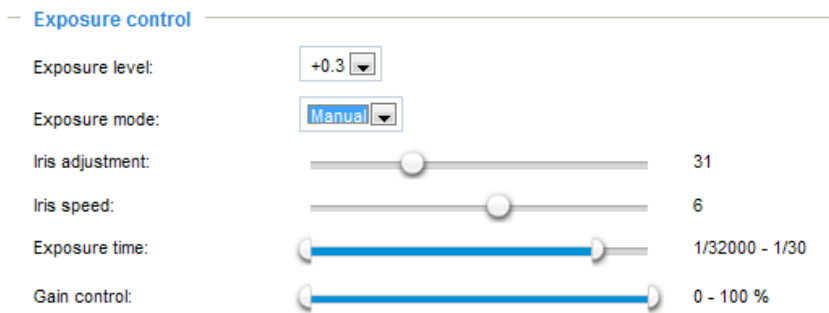 Exposure control
Exposure level: +0.3
Exposure mode: Manual
Iris adjustment: 31
Iris speed: 6
Exposure time: 1/32000 - 1/30
Gain control: 0 - 100 %